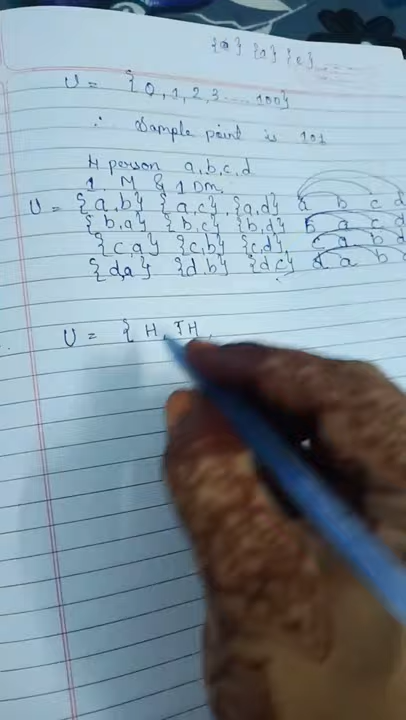 {a} {b} {c}
U = {0, 1, 2, 3 .... 100}
∴ Sample point is 101
4 person a, b, c, d
1. M & 1 DM.
U = {a, b} {a, c}, {a, d} a b c d
{b, a} {b, c} {b, d} b a c d
{c, a} {c, b} {c, d}, c a b d
{d, a} {d, b} {d c} d a b
U = { H, TH,